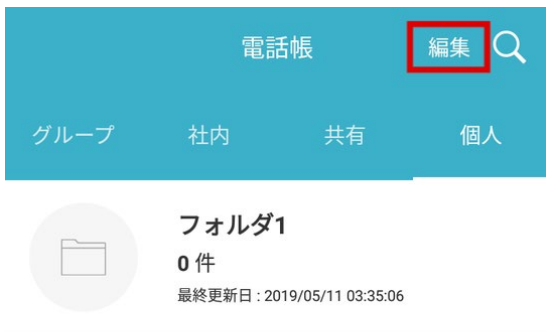 電話帳 編集
グループ 社内 共有 個人
フォルダ1
0 件
最終更新日 : 2019/05/11 03:35:06